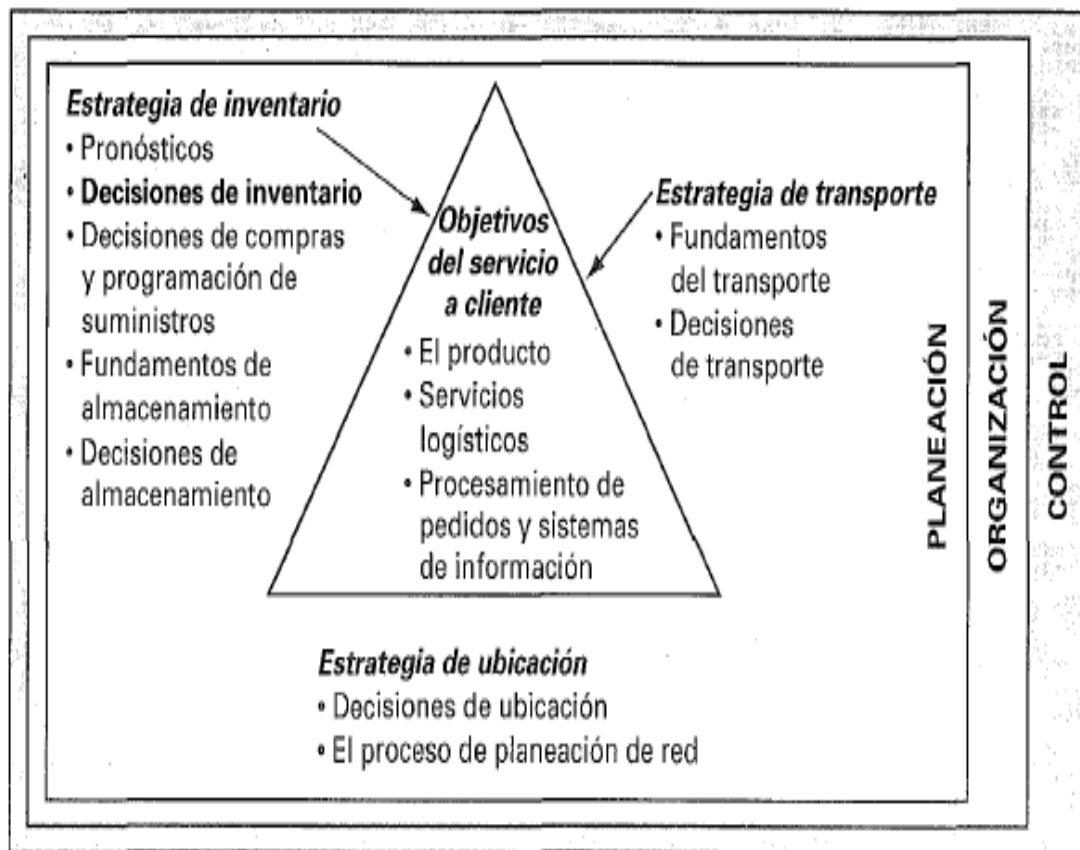 Estrategia de inventario
• Pronósticos
• Decisiones de inventario
• Decisiones de compras
y programación de
suministros
• Fundamentos de
almacenamiento
• Decisiones de
almacenamiento
Objetivos
del servicio
a cliente
• El producto
• Servicios
logísticos
• Procesamiento de
pedidos y sistemas
de información
Estrategia de transporte
• Fundamentos
del transporte
• Decisiones
de transporte
Estrategia de ubicación
• Decisiones de ubicación
• El proceso de planeación de red
PLANEACIÓN
ORGANIZACIÓN
CONTROL